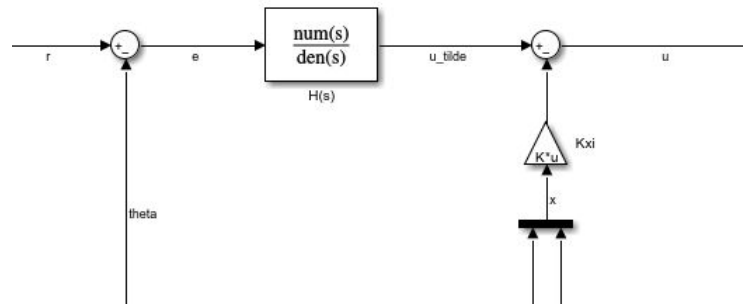 +
-
num(s)
den(s)
+
-
r
e
u_tilde
u
H(s)
Kxi
K*u
x
theta